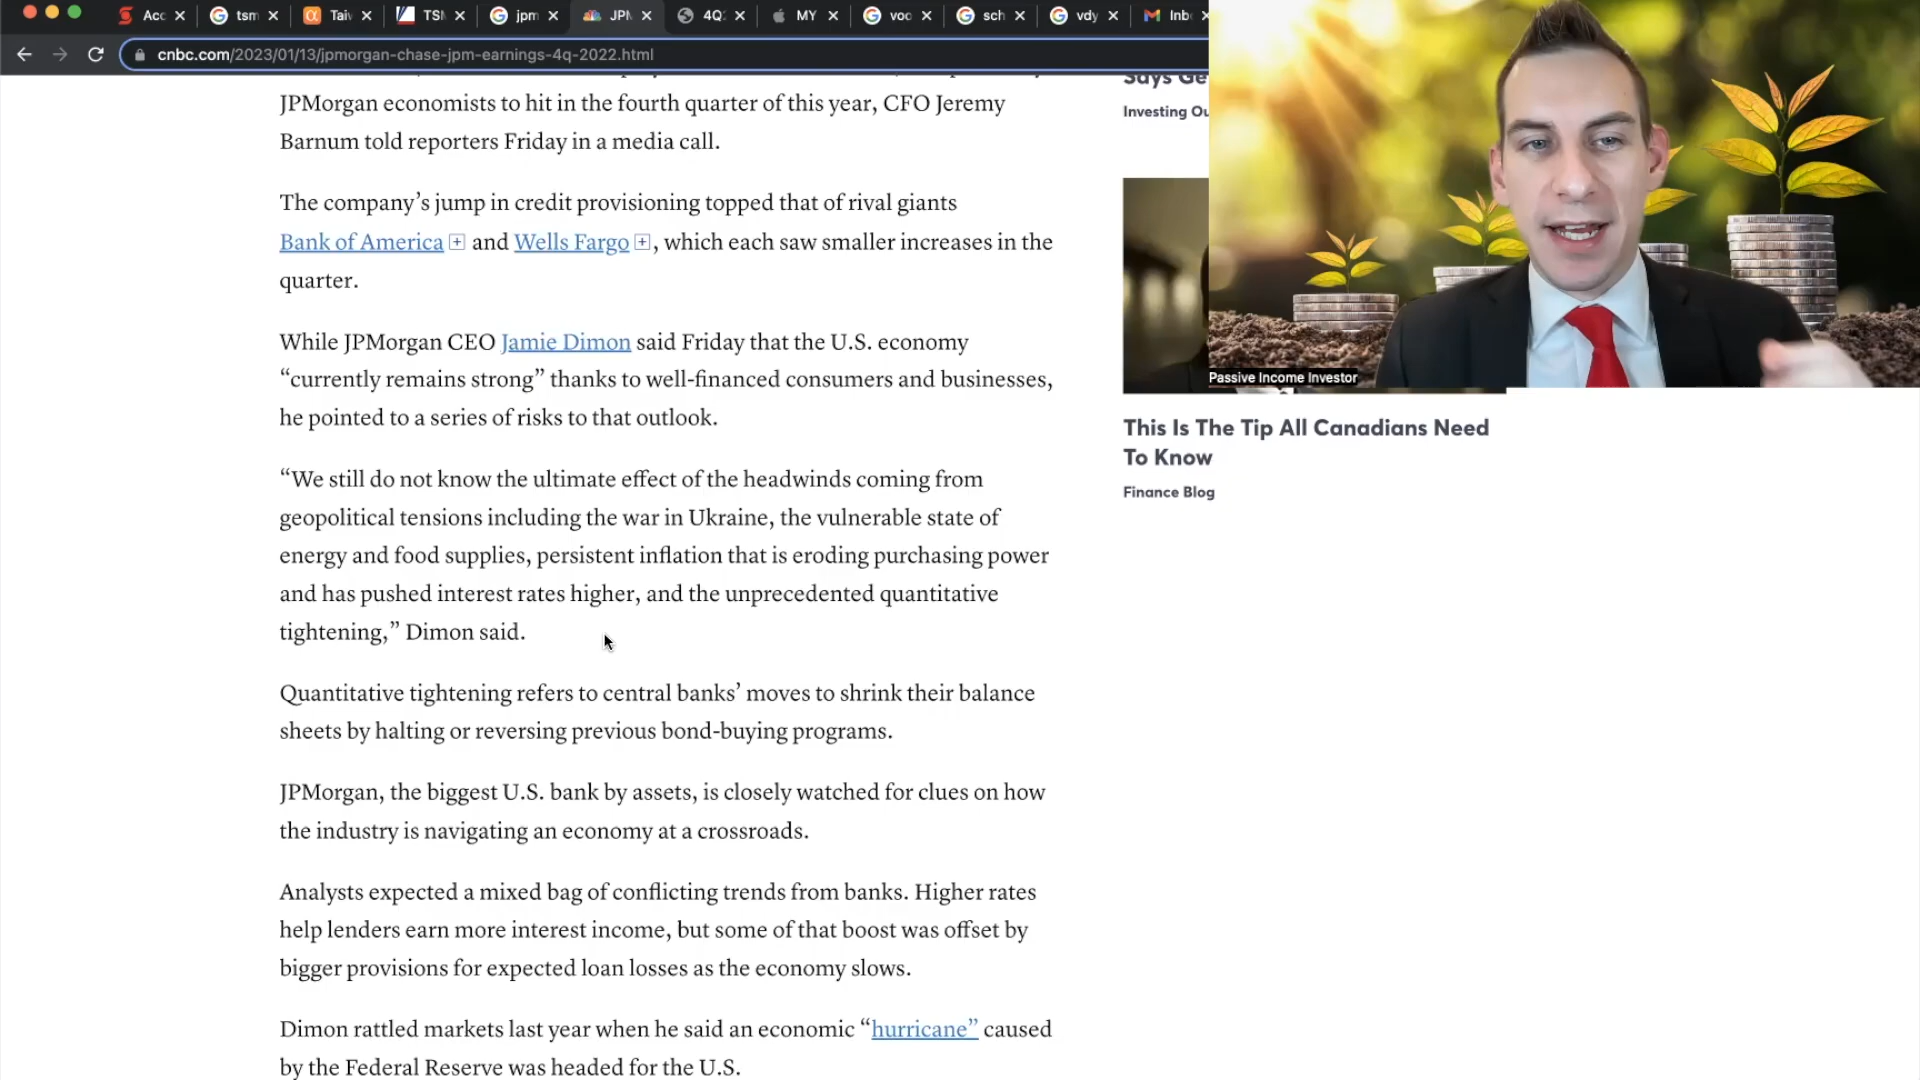 Acc
tsm
Taiv
TSI
jpm
JPM
4Q
MY
voo
sch
vdy
Inb
cnbc.com/2023/01/13/jpmorgan-chase-jpm-earnings-4q-2022.html
JPMorgan economists to hit in the fourth quarter of this year, CFO Jeremy
Barnum told reporters Friday in a media call.
The company’s jump in credit provisioning topped that of rival giants
Bank of America and Wells Fargo, which each saw smaller increases in the
quarter.
While JPMorgan CEO Jamie Dimon said Friday that the U.S. economy
“currently remains strong” thanks to well-financed consumers and businesses,
he pointed to a series of risks to that outlook.
“We still do not know the ultimate effect of the headwinds coming from
geopolitical tensions including the war in Ukraine, the vulnerable state of
energy and food supplies, persistent inflation that is eroding purchasing power
and has pushed interest rates higher, and the unprecedented quantitative
tightening,” Dimon said.
Quantitative tightening refers to central banks’ moves to shrink their balance
sheets by halting or reversing previous bond-buying programs.
JPMorgan, the biggest U.S. bank by assets, is closely watched for clues on how
the industry is navigating an economy at a crossroads.
Analysts expected a mixed bag of conflicting trends from banks. Higher rates
help lenders earn more interest income, but some of that boost was offset by
bigger provisions for expected loan losses as the economy slows.
Dimon rattled markets last year when he said an economic “hurricane” caused
by the Federal Reserve was headed for the U.S.
Says Ge
Investing Ou
Passive Income Investor
This Is The Tip All Canadians Need
To Know
Finance Blog